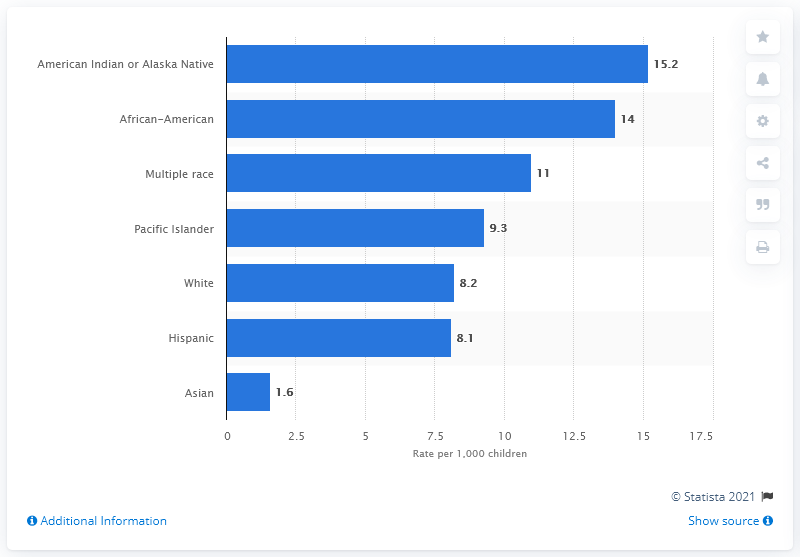 American Indian or Alaska Native 15.2
African-American 14
Multiple race 11
Pacific Islander 9.3
White 8.2
Hispanic 8.1
Asian 1.6
0 2.5 5 7.5 10 12.5 15 17.5
Rate per 1,000 children
© Statista 2021
Additional Information Show source